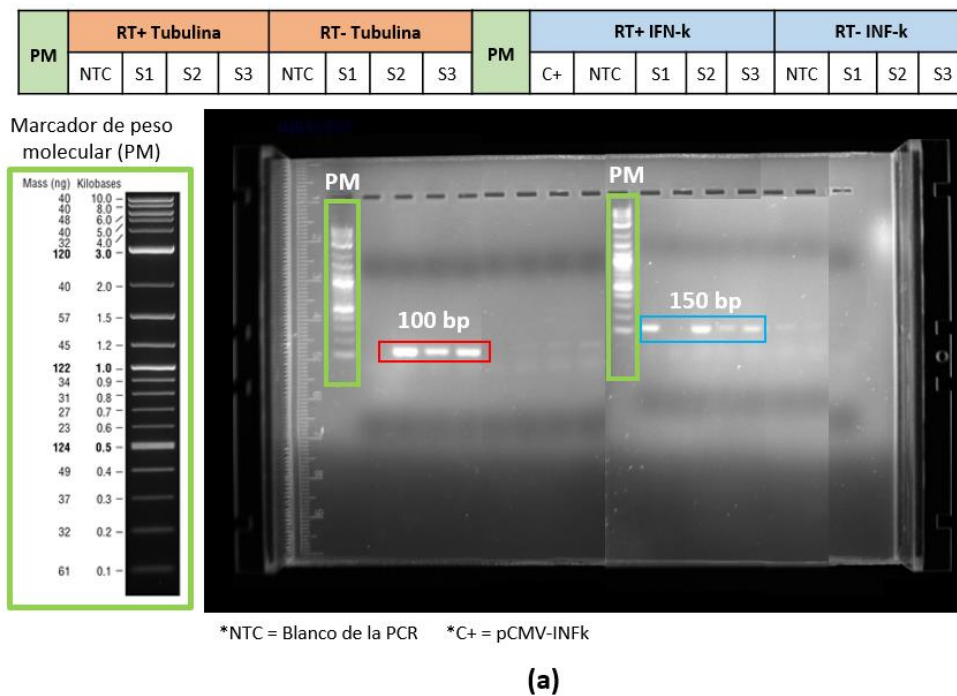 PM RT+ Tubulina RT- Tubulina PM RT+ IFN-k RT- INF-k
NTC S1 S2 S3 NTC S1 S2 S3 C+ NTC S1 S2 S3 NTC S1 S2 S3
Marcador de peso
molecular (PM)
Mass (ng) Kilobases
40 10.0
40 8.0
48 6.0
40 5.0
32 4.0
120 3.0
40 2.0
57 1.5
45 1.2
122 1.0
34 0.9
31 0.8
27 0.7
23 0.6
124 0.5
49 0.4
37 0.3
32 0.2
61 0.1
PM
PM
100 bp
150 bp
*NTC = Blanco de la PCR *C+ = pCMV-INFk
(a)